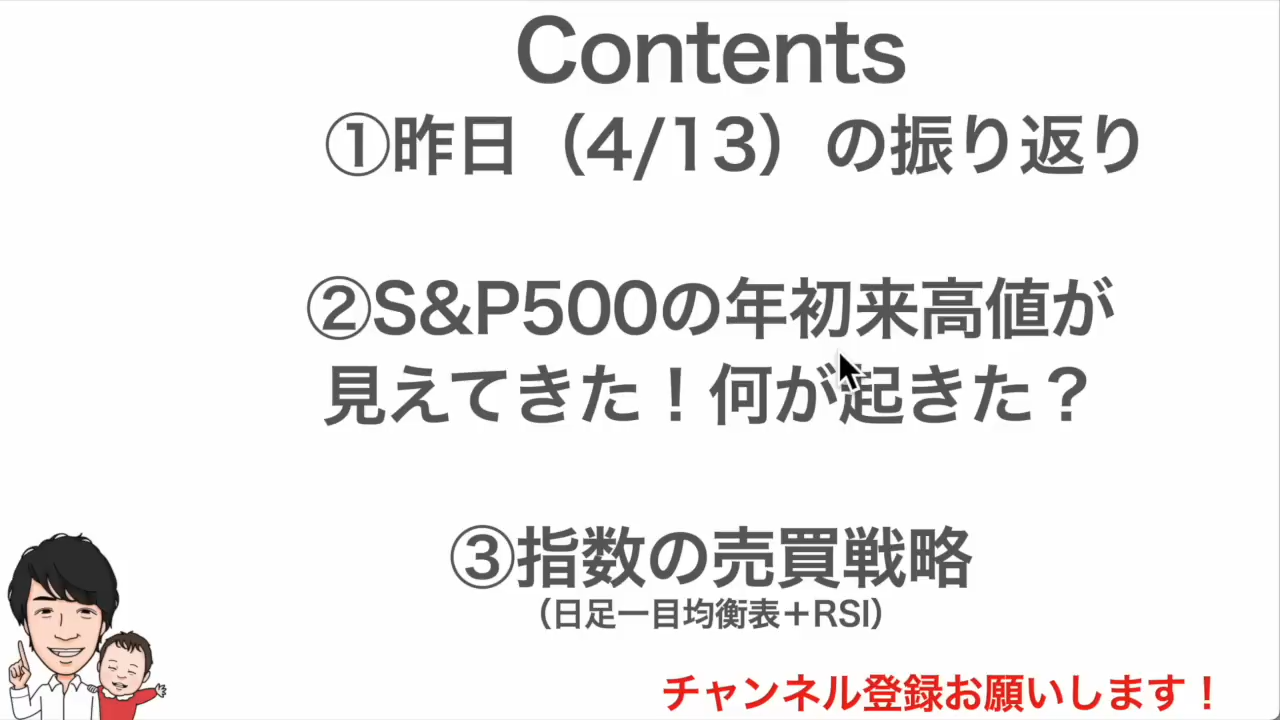 Contents
①昨日（4/13）の振り返り
②S&P500の年初来高値が
見えてきた！何が起きた？
③指数の売買戦略
（日足一目均衡表＋RSI）
チャンネル登録お願いします！